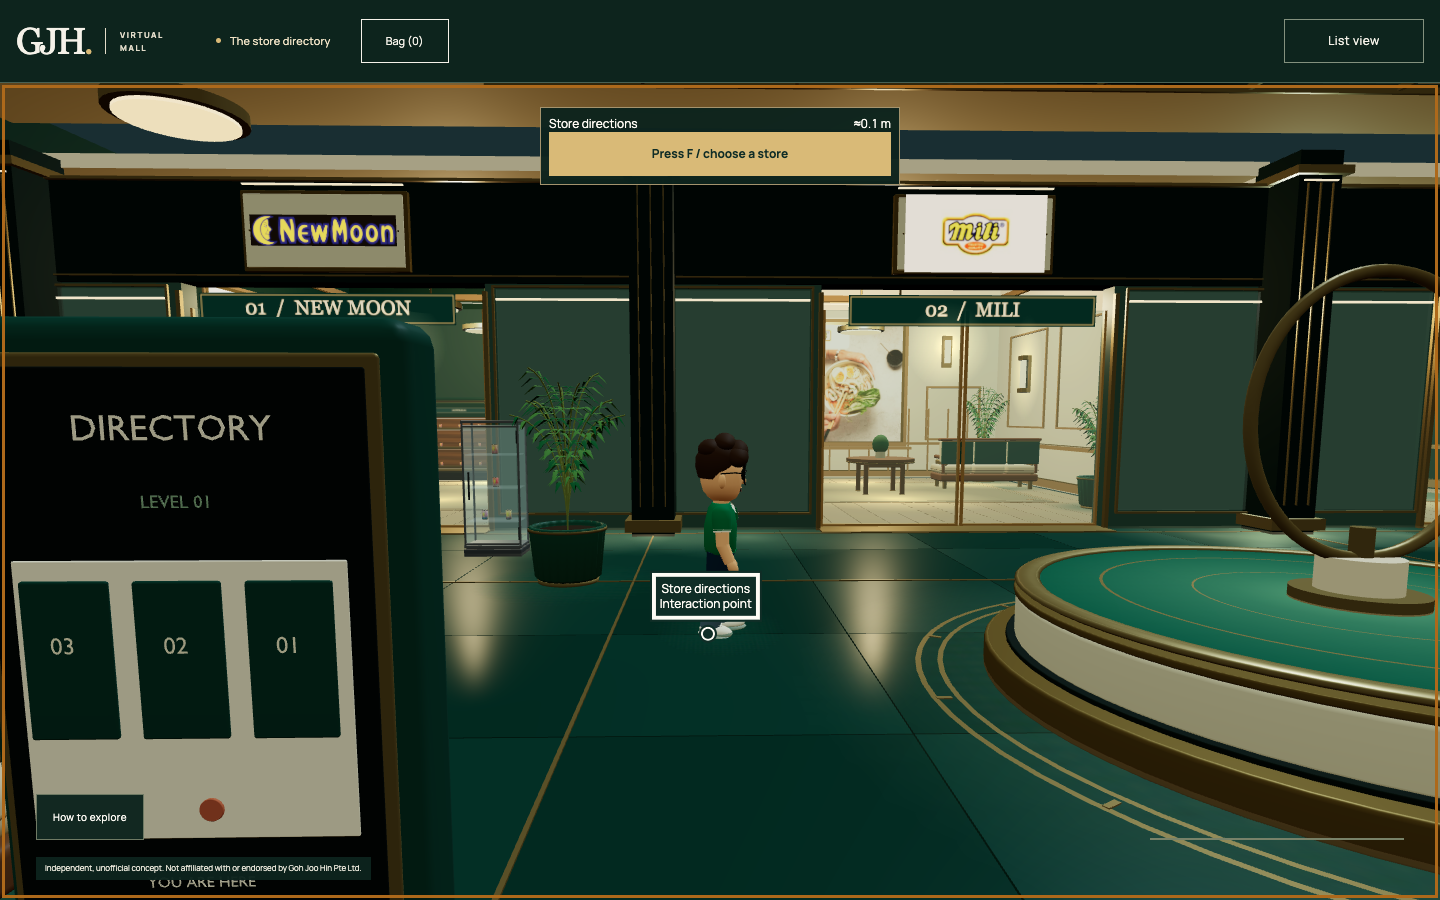 GJH.
VIRTUAL
MALL
The store directory
Bag (0)
List view
Store directions
≈0.1 m
Press F / choose a store
NewMoon
Mili
01 / NEW MOON
02 / MILI
DIRECTORY
LEVEL 01
03
02
01
Store directions
Interaction point
How to explore
Independent, unofficial concept. Not affiliated with or endorsed by Goh Joo Hin Pte Ltd.
YOU ARE HERE